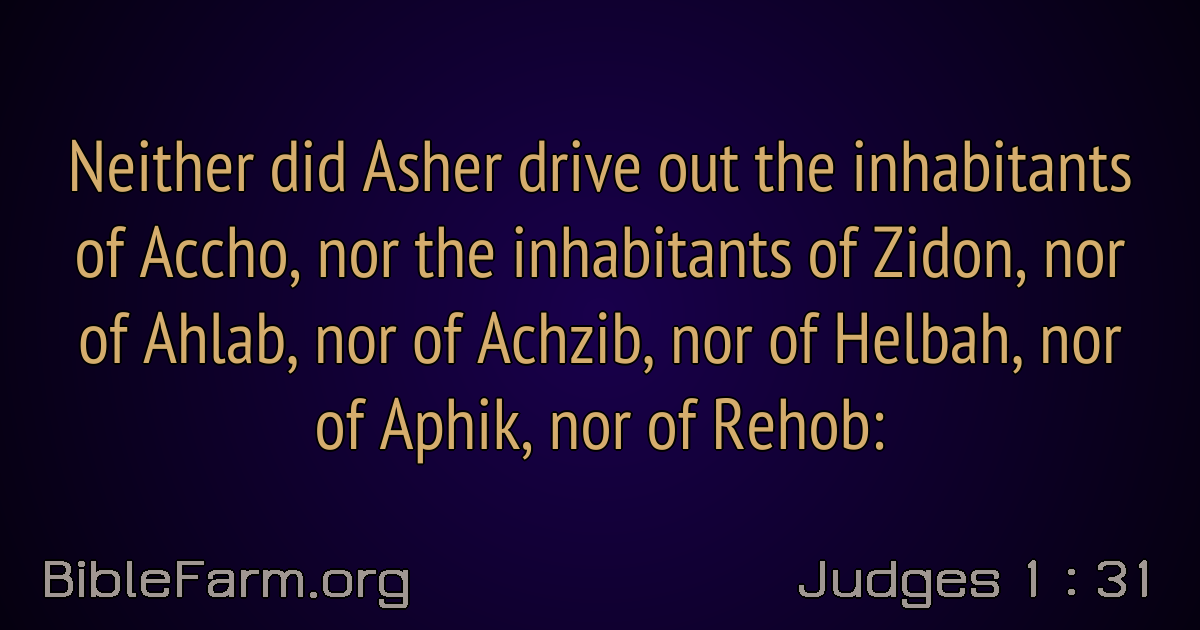 Neither did Asher drive out the inhabitants
of Accho, nor the inhabitants of Zidon, nor
of Ahlab, nor of Achzib, nor of Helbah, nor
of Aphik, nor of Rehob:
BibleFarm.org
Judges 1 : 31